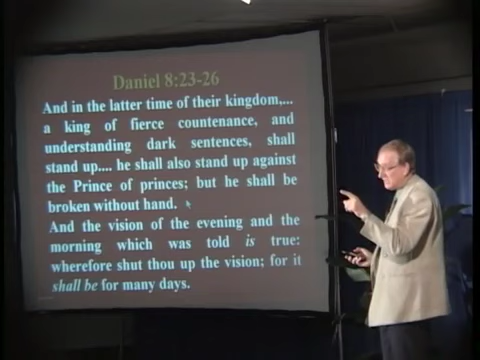 Daniel 8:23-26
And in the latter time of their kingdom,...
a king of fierce countenance, and
understanding dark sentences, shall
stand up.... he shall also stand up against
the Prince of princes; but he shall be
broken without hand.
And the vision of the evening and the
morning which was told is true:
wherefore shut thou up the vision; for it
shall be for many days.